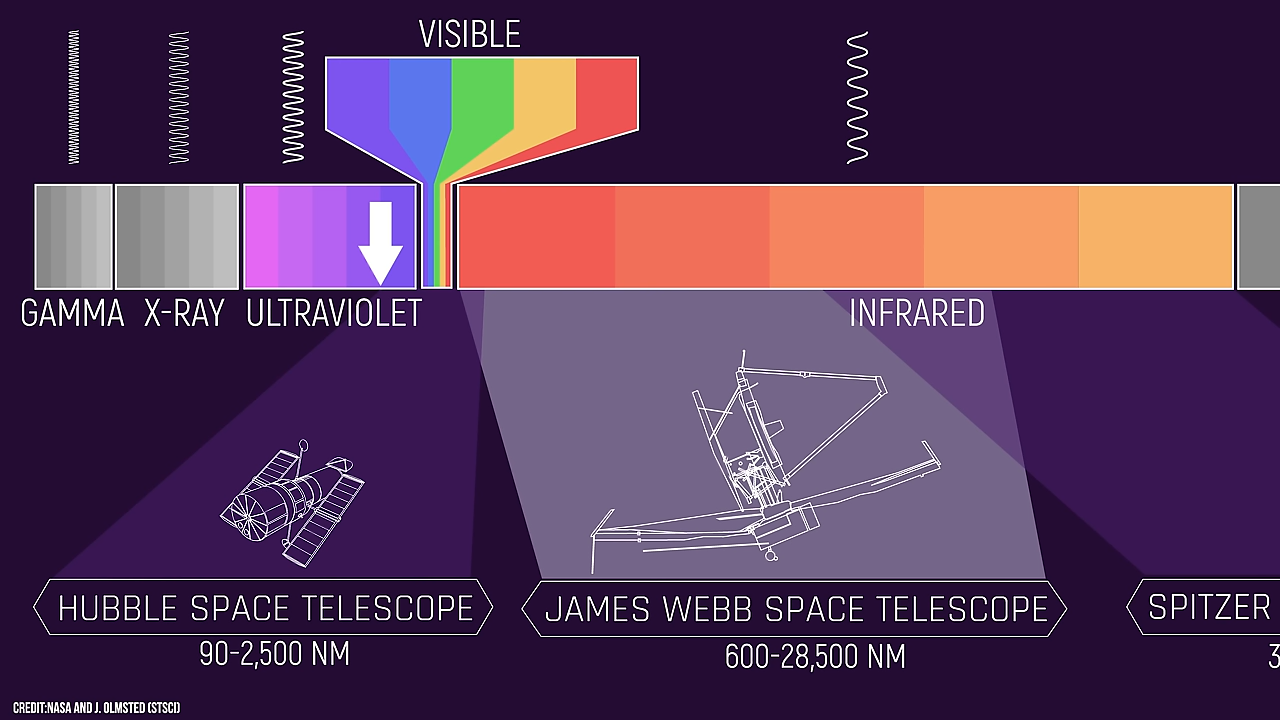 VISIBLE
GAMMA X-RAY ULTRAVIOLET INFRARED
HUBBLE SPACE TELESCOPE
90-2,500 NM
JAMES WEBB SPACE TELESCOPE
600-28,500 NM
SPITZER
3
CREDIT:NASA AND J. OLMSTED (STSCI)